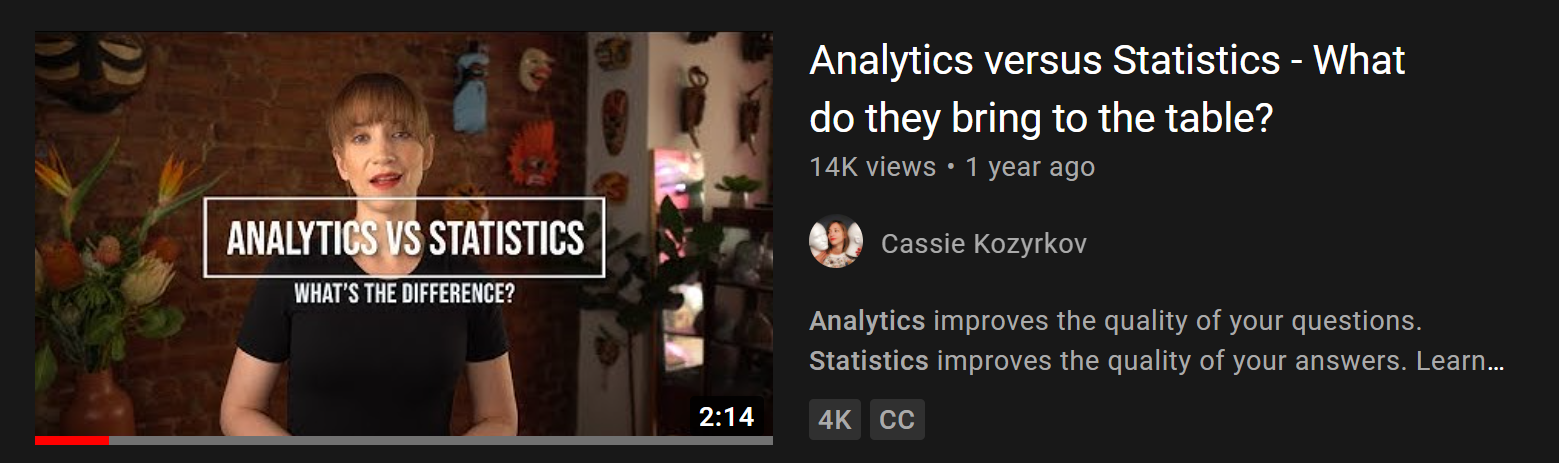 ANALYTICS VS STATISTICS
WHAT'S THE DIFFERENCE?
2:14
Analytics versus Statistics - What
do they bring to the table?
14K views • 1 year ago
Cassie Kozyrkov
Analytics improves the quality of your questions.
Statistics improves the quality of your answers. Learn...
4K CC